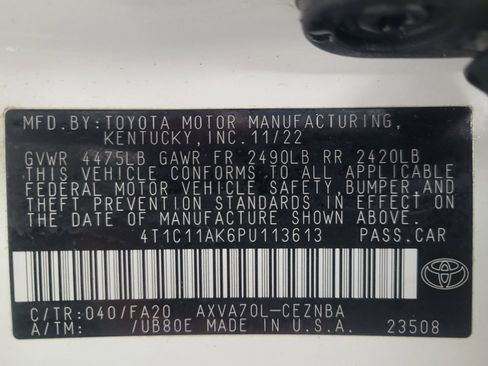 MFD.BY:TOYOTA MOTOR MANUFACTURING,
KENTUCKY,INC.11/22
GVWR 4475LB GAWR FR 2490LB RR 2420LB
THIS VEHICLE CONFORMS TO ALL APPLICABLE
FEDERAL MOTOR VEHICLE SAFETY,BUMPER,AND
THEFT PREVENTION STANDARDS IN EFFECT ON
THE DATE OF MANUFACTURE SHOWN ABOVE.
4T1C11AK6PU113613 PASS.CAR
C/TR:040/FA20 AXVA70L-CEZNBA
A/TM: /UB80E MADE IN U.S.A. 23508